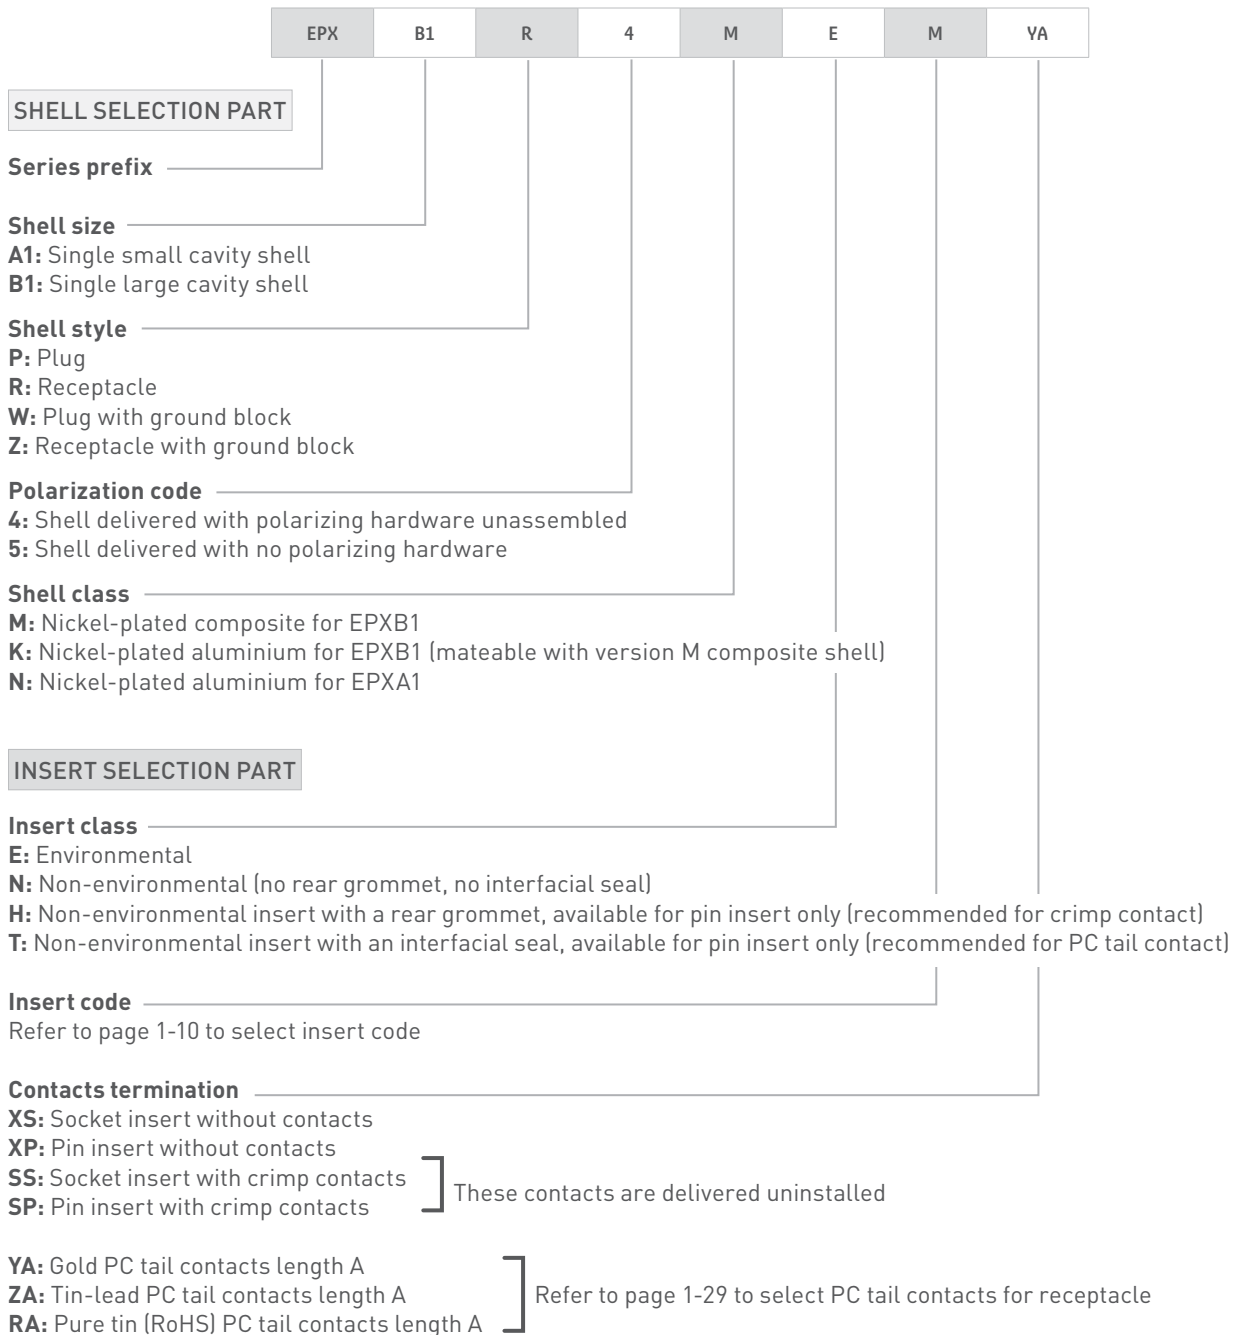 EPX B1 R 4 M E M YA
SHELL SELECTION PART
Series prefix
Shell size
A1: Single small cavity shell
B1: Single large cavity shell
Shell style
P: Plug
R: Receptacle
W: Plug with ground block
Z: Receptacle with ground block
Polarization code
4: Shell delivered with polarizing hardware unassembled
5: Shell delivered with no polarizing hardware
Shell class
M: Nickel-plated composite for EPXB1
K: Nickel-plated aluminium for EPXB1 (mateable with version M composite shell)
N: Nickel-plated aluminium for EPXA1
INSERT SELECTION PART
Insert class
E: Environmental
N: Non-environmental (no rear grommet, no interfacial seal)
H: Non-environmental insert with a rear grommet, available for pin insert only (recommended for crimp contact)
T: Non-environmental insert with an interfacial seal, available for pin insert only (recommended for PC tail contact)
Insert code
Refer to page 1-10 to select insert code
Contacts termination
XS: Socket insert without contacts
XP: Pin insert without contacts
SS: Socket insert with crimp contacts
SP: Pin insert with crimp contacts
These contacts are delivered uninstalled
YA: Gold PC tail contacts length A
ZA: Tin-lead PC tail contacts length A
RA: Pure tin (RoHS) PC tail contacts length A
Refer to page 1-29 to select PC tail contacts for receptacle